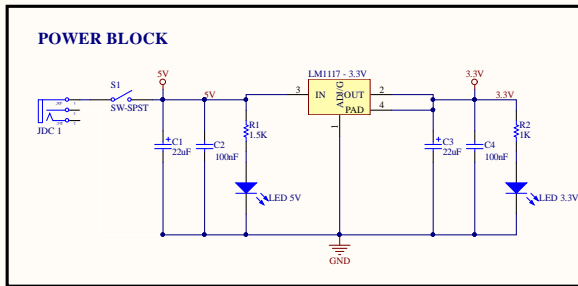 POWER BLOCK
LM1117 - 3.3V
5V
3.3V
S1
5V
3
IN
OUT
2
3.3V
SW-SPST
ADJ/G
PAD
4
JDC 1
1
R1
1.5K
R2
1K
C1
22uF
C2
100nF
C3
22uF
C4
100nF
LED 5V
LED 3.3V
GND